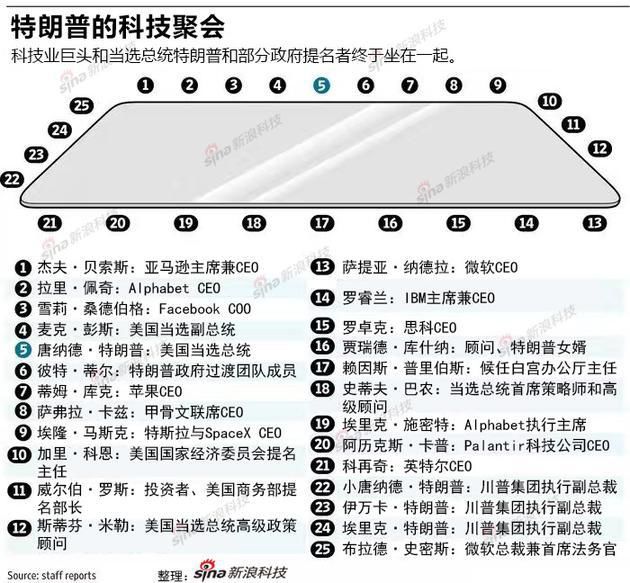 特朗普的科技聚会
科技业巨头和当选总统特朗普和部分政府提名者终于坐在一起。
1 2 3 4 5 6 7 8 9
25 10
24 11
23 12
22
21 20 19 18 17 16 15 14 13
sina新浪科技
1 杰夫·贝索斯：亚马逊主席兼CEO
2 拉里·佩奇：Alphabet CEO
3 雪莉·桑德伯格：Facebook COO
4 麦克·彭斯：美国当选副总统
5 唐纳德·特朗普：美国当选总统
6 彼特·蒂尔：特朗普政府过渡团队成员
7 蒂姆·库克：苹果CEO
8 萨弗拉·卡兹：甲骨文联席CEO
9 埃隆·马斯克：特斯拉与SpaceX CEO
10 加里·科恩：美国国家经济委员会提名
主任
11 威尔伯·罗斯：投资者、美国商务部提
名部长
12 斯蒂芬·米勒：美国当选总统高级政策
顾问
13 萨提亚·纳德拉：微软CEO
14 罗睿兰：IBM主席兼CEO
15 罗卓克：思科CEO
16 贾瑞德·库什纳：顾问、特朗普女婿
17 赖因斯·普里伯斯：候任白宫办公厅主任
18 史蒂夫·巴农：当选总统首席策略师和高
级顾问
19 埃里克·施密特：Alphabet执行主席
20 阿历克斯·卡普：Palantir科技公司CEO
21 科再奇：英特尔CEO
22 小唐纳德·特朗普：川普集团执行副总裁
23 伊万卡·特朗普：川普集团执行副总裁
24 埃里克·特朗普：川普集团执行副总裁
25 布拉德·史密斯：微软总裁兼首席法务官
Source: staff reports
整理：sina新浪科技